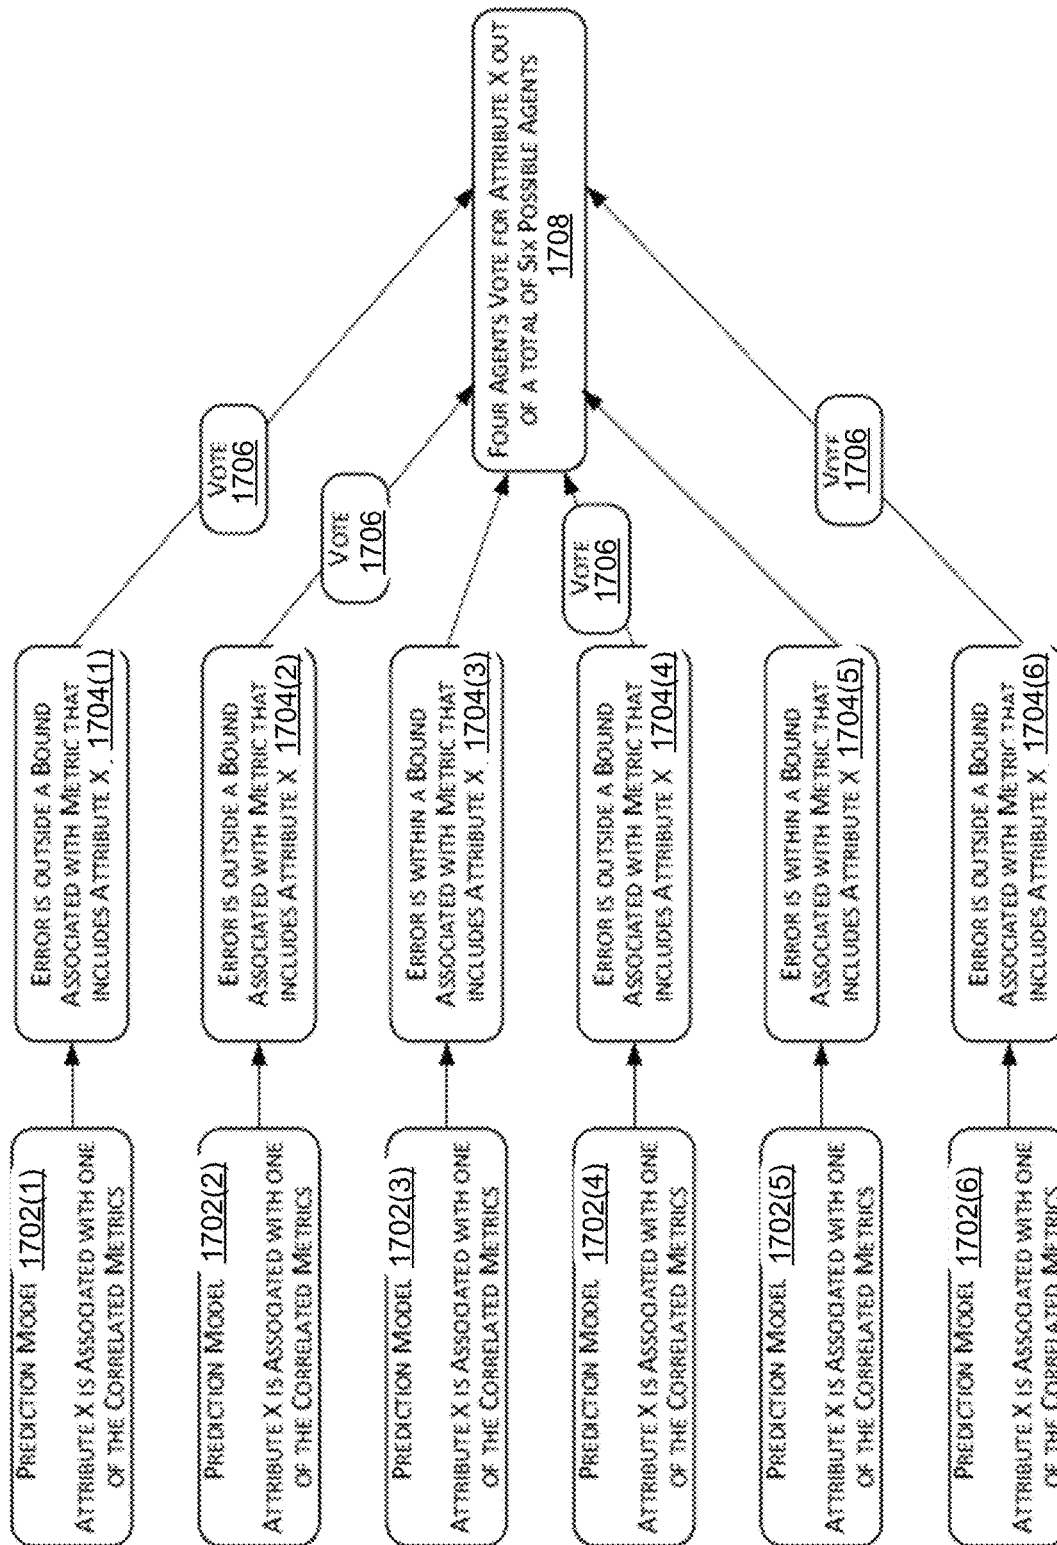 PREDICTION MODEL 1702(1)
ATTRIBUTE X IS ASSOCIATED WITH ONE
OF THE CORRELATED METRICS
ERROR IS OUTSIDE A BOUND
ASSOCIATED WITH METRIC THAT
INCLUDES ATTRIBUTE X 1704(1)
VOTE
1706
PREDICTION MODEL 1702(2)
ATTRIBUTE X IS ASSOCIATED WITH ONE
OF THE CORRELATED METRICS
ERROR IS OUTSIDE A BOUND
ASSOCIATED WITH METRIC THAT
INCLUDES ATTRIBUTE X 1704(2)
VOTE
1706
PREDICTION MODEL 1702(3)
ATTRIBUTE X IS ASSOCIATED WITH ONE
OF THE CORRELATED METRICS
ERROR IS WITHIN A BOUND
ASSOCIATED WITH METRIC THAT
INCLUDES ATTRIBUTE X 1704(3)
FOUR AGENTS VOTE FOR ATTRIBUTE X OUT
OF A TOTAL OF SIX POSSIBLE AGENTS
1708
PREDICTION MODEL 1702(4)
ATTRIBUTE X IS ASSOCIATED WITH ONE
OF THE CORRELATED METRICS
ERROR IS OUTSIDE A BOUND
ASSOCIATED WITH METRIC THAT
INCLUDES ATTRIBUTE X 1704(4)
VOTE
1706
PREDICTION MODEL 1702(5)
ATTRIBUTE X IS ASSOCIATED WITH ONE
OF THE CORRELATED METRICS
ERROR IS WITHIN A BOUND
ASSOCIATED WITH METRIC THAT
INCLUDES ATTRIBUTE X 1704(5)
PREDICTION MODEL 1702(6)
ATTRIBUTE X IS ASSOCIATED WITH ONE
OF THE CORRELATED METRICS
ERROR IS OUTSIDE A BOUND
ASSOCIATED WITH METRIC THAT
INCLUDES ATTRIBUTE X 1704(6)
VOTE
1706